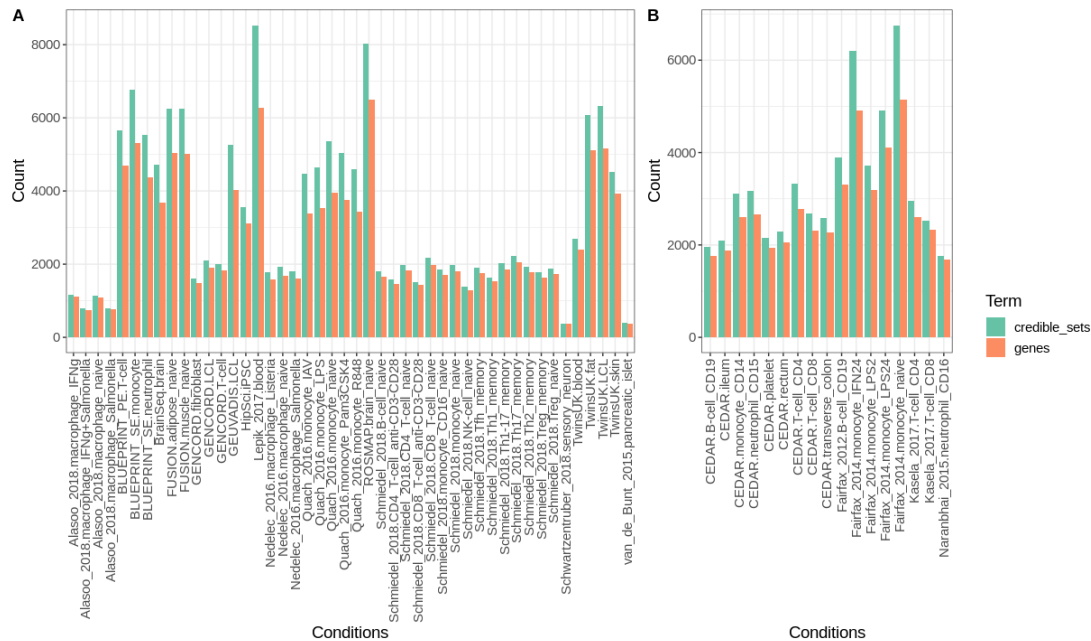 A
8000
6000
4000
2000
0
Count
Alasoo_2018.macrophage_IFNg
Alasoo_2018.macrophage_IFNg+Salmonella
Alasoo_2018.macrophage_naive
Alasoo_2018.macrophage_Salmonella
BLUEPRINT_PE.T-cell
BLUEPRINT_SE.monocyte
BLUEPRINT_SE.neutrophil
BrainSeq.brain
FUSION.adipose_naive
FUSION.muscle_naive
GENCORD.fibroblast
GENCORD.LCL
GENCORD.T-cell
GEUVADIS.LCL
HipSci.iPSC
Lepik_2017.blood
Nedelec_2016.macrophage_Listeria
Nedelec_2016.macrophage_naive
Nedelec_2016.macrophage_Salmonella
Quach_2016.monocyte_IAV
Quach_2016.monocyte_LPS
Quach_2016.monocyte_naive
Quach_2016.monocyte_Pam3CSK4
Quach_2016.monocyte_R848
ROSMAP.brain_naive
Schmiedel_2018.B-cell_naive
Schmiedel_2018.CD4_T-cell_anti-CD3-CD28
Schmiedel_2018.CD4_T-cell_naive
Schmiedel_2018.CD8_T-cell_anti-CD3-CD28
Schmiedel_2018.CD8_T-cell_naive
Schmiedel_2018.monocyte_CD16_naive
Schmiedel_2018.monocyte_naive
Schmiedel_2018.NK-cell_naive
Schmiedel_2018.Tfh_memory
Schmiedel_2018.Th1_memory
Schmiedel_2018.Th1-17_memory
Schmiedel_2018.Th17_memory
Schmiedel_2018.Th2_memory
Schmiedel_2018.Treg_memory
Schmiedel_2018.Treg_naive
Schwartzentruber_2018.sensory_neuron
TwinsUK.blood
TwinsUK.fat
TwinsUK.LCL
TwinsUK.skin
van_de_Bunt_2015.pancreatic_islet
Conditions
B
6000
4000
2000
0
Count
CEDAR.B-cell_CD19
CEDAR.ileum
CEDAR.monocyte_CD14
CEDAR.neutrophil_CD15
CEDAR.platelet
CEDAR.rectum
CEDAR.T-cell_CD4
CEDAR.T-cell_CD8
CEDAR.transverse_colon
Fairfax_2012.B-cell_CD19
Fairfax_2014.monocyte_IFN24
Fairfax_2014.monocyte_LPS2
Fairfax_2014.monocyte_LPS24
Fairfax_2014.monocyte_naive
Kasela_2017.T-cell_CD4
Kasela_2017.T-cell_CD8
Naranbhai_2015.neutrophil_CD16
Conditions
Term
credible_sets
genes